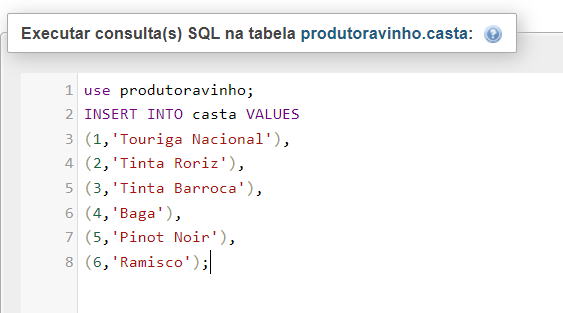 Executar consulta(s) SQL na tabela produtoravinho.casta:
1 use produtoravinho;
2 INSERT INTO casta VALUES
3 (1,'Touriga Nacional'),
4 (2,'Tinta Roriz'),
5 (3,'Tinta Barroca'),
6 (4,'Baga'),
7 (5,'Pinot Noir'),
8 (6,'Ramisco');